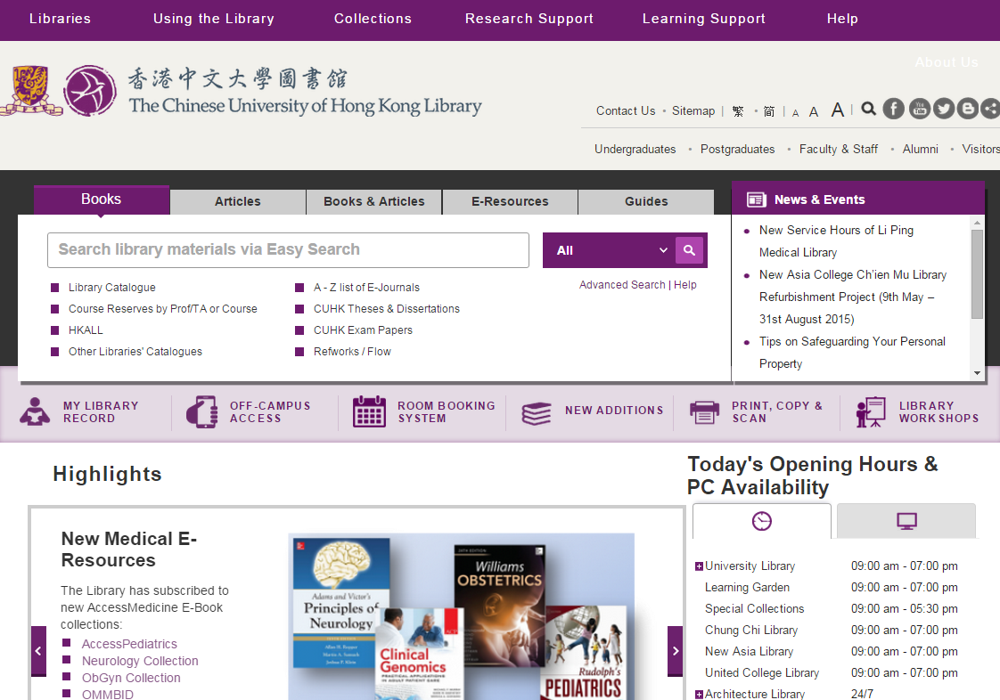 Libraries
Using the Library
Collections
Research Support
Learning Support
Help
About Us
香港中文大學圖書館
The Chinese University of Hong Kong Library
Contact Us • Sitemap | 繁 • 简 | A A A |
Undergraduates • Postgraduates • Faculty & Staff • Alumni • Visitors
Books
Articles
Books & Articles
E-Resources
Guides
Search library materials via Easy Search
All
Advanced Search | Help
Library Catalogue
Course Reserves by Prof/TA or Course
HKALL
Other Libraries' Catalogues
A - Z list of E-Journals
CUHK Theses & Dissertations
CUHK Exam Papers
Refworks / Flow
News & Events
New Service Hours of Li Ping
Medical Library
New Asia College Ch'ien Mu Library
Refurbishment Project (9th May –
31st August 2015)
Tips on Safeguarding Your Personal
Property
MY LIBRARY
RECORD
OFF-CAMPUS
ACCESS
ROOM BOOKING
SYSTEM
NEW ADDITIONS
PRINT, COPY &
SCAN
LIBRARY
WORKSHOPS
Highlights
New Medical E-
Resources
The Library has subscribed to
new AccessMedicine E-Book
collections:
AccessPediatrics
Neurology Collection
ObGyn Collection
OMMBID
Adams and Victor's
Principles of
Neurology
Williams
OBSTETRICS
Clinical
Genomics
Rudolph's
PEDIATRICS
Today's Opening Hours &
PC Availability
University Library 09:00 am - 07:00 pm
Learning Garden 09:00 am - 07:00 pm
Special Collections 09:00 am - 05:30 pm
Chung Chi Library 09:00 am - 07:00 pm
New Asia Library 09:00 am - 07:00 pm
United College Library 09:00 am - 07:00 pm
Architecture Library 24/7